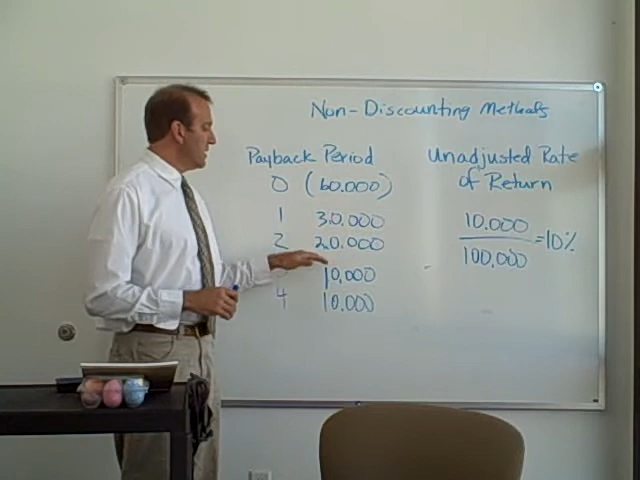 Non-Discounting Methods
Payback Period
0 (60.000)
1 30.000
2 20.000
10,000
4 10.000
Unadjusted Rate
of Return
10.000
100,000
=10%